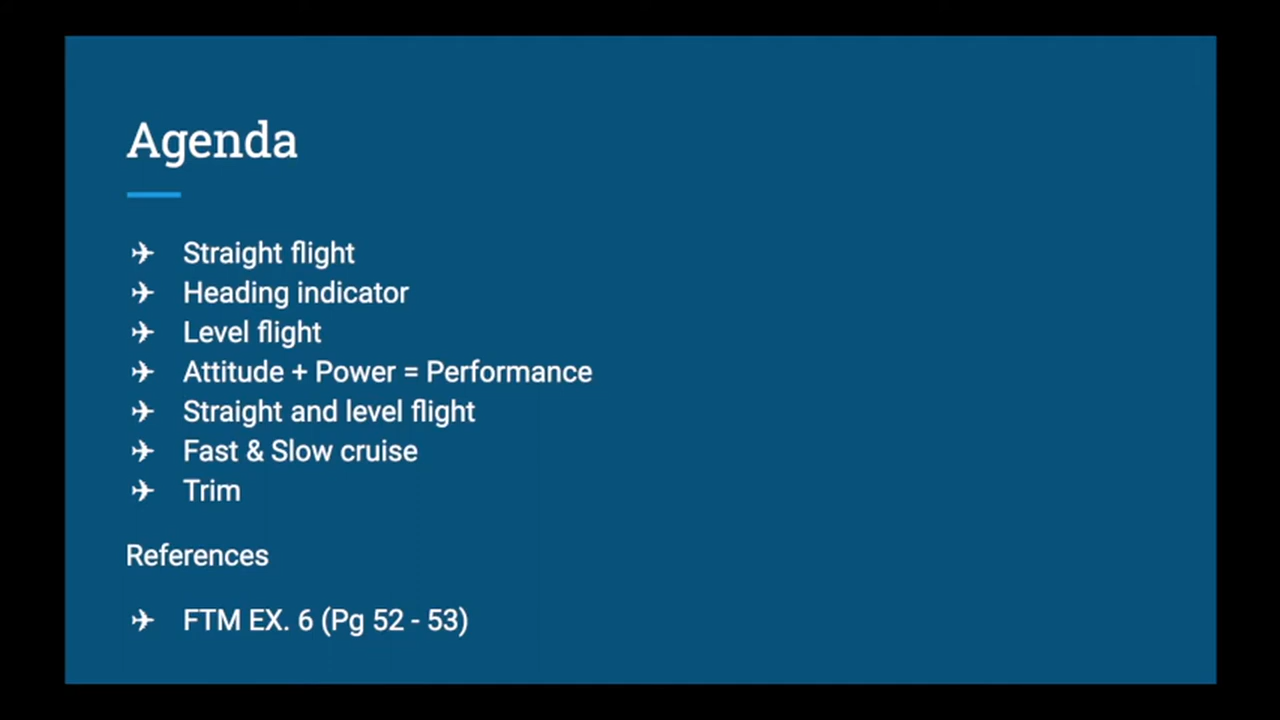 Agenda
✈ Straight flight
✈ Heading indicator
✈ Level flight
✈ Attitude + Power = Performance
✈ Straight and level flight
✈ Fast & Slow cruise
✈ Trim
References
✈ FTM EX. 6 (Pg 52 - 53)